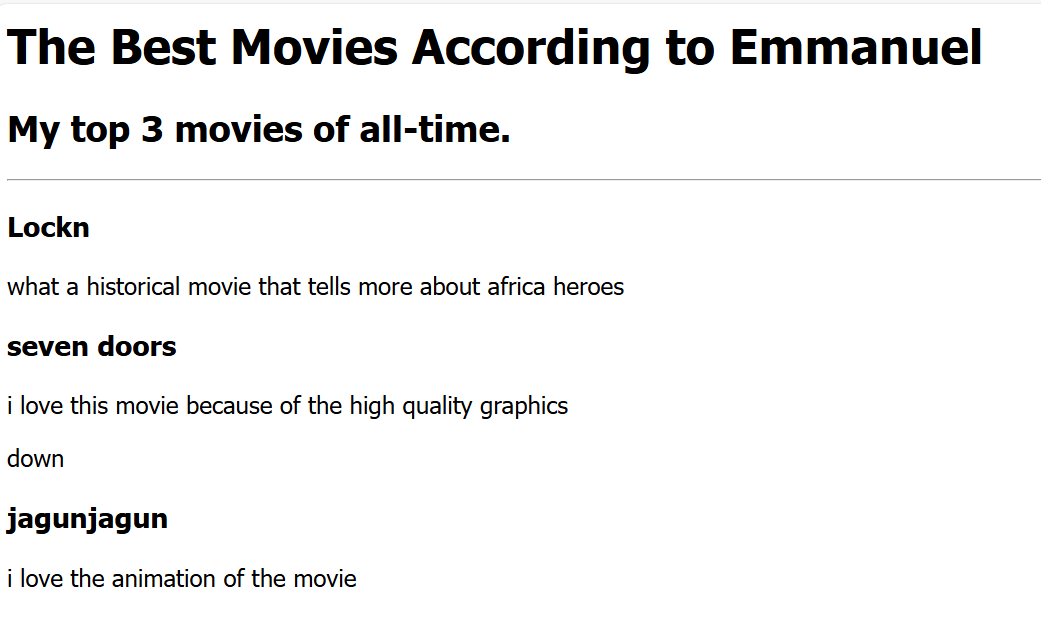 The Best Movies According to Emmanuel
My top 3 movies of all-time.
Lockn
what a historical movie that tells more about africa heroes
seven doors
i love this movie because of the high quality graphics
down
jagunjagun
i love the animation of the movie